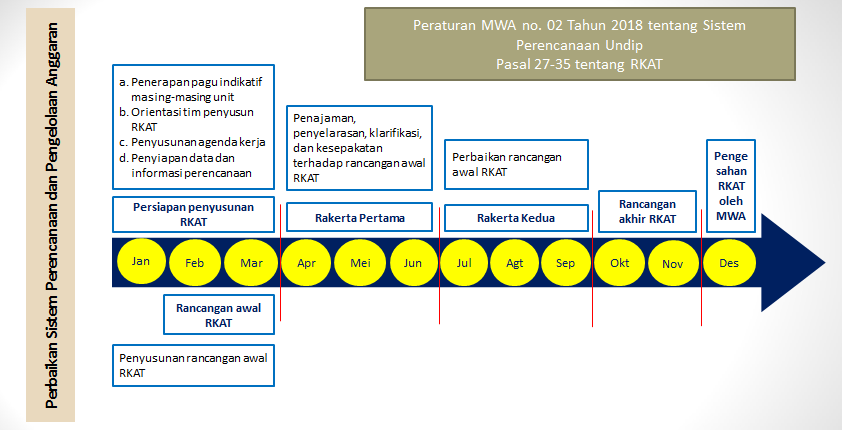 Perbaikan Sistem Perencanaan dan Pengelolaan Anggaran
Peraturan MWA no. 02 Tahun 2018 tentang Sistem
Perencanaan Undip
Pasal 27-35 tentang RKAT
a. Penerapan pagu indikatif
masing-masing unit
b. Orientasi tim penyusun
RKAT
c. Penyusunan agenda kerja
d. Penyiapan data dan
informasi perencanaan
Penajaman,
penyelarasan, klarifikasi,
dan kesepakatan
terhadap rancangan awal
RKAT
Perbaikan rancangan
awal RKAT
Penge
sahan
RKAT
oleh
MWA
Persiapan penyusunan
RKAT
Rakerta Pertama
Rakerta Kedua
Rancangan
akhir RKAT
Jan
Feb
Mar
Apr
Mei
Jun
Jul
Agt
Sep
Okt
Nov
Des
Rancangan awal
RKAT
Penyusunan rancangan awal
RKAT